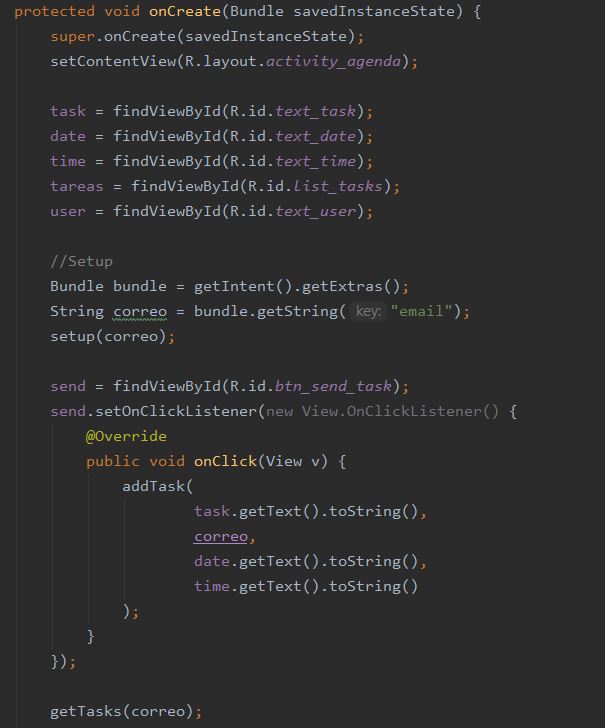 protected void onCreate(Bundle savedInstanceState) {
super.onCreate(savedInstanceState);
setContentView(R.layout.activity_agenda);
task = findViewById(R.id.text_task);
date = findViewById(R.id.text_date);
time = findViewById(R.id.text_time);
tareas = findViewById(R.id.list_tasks);
user = findViewById(R.id.text_user);
//Setup
Bundle bundle = getIntent().getExtras();
String correo = bundle.getString( key: "email");
setup(correo);
send = findViewById(R.id.btn_send_task);
send.setOnClickListener(new View.OnClickListener() {
@Override
public void onClick(View v) {
addTask(
task.getText().toString(),
correo,
date.getText().toString(),
time.getText().toString()
);
}
});
getTasks(correo);